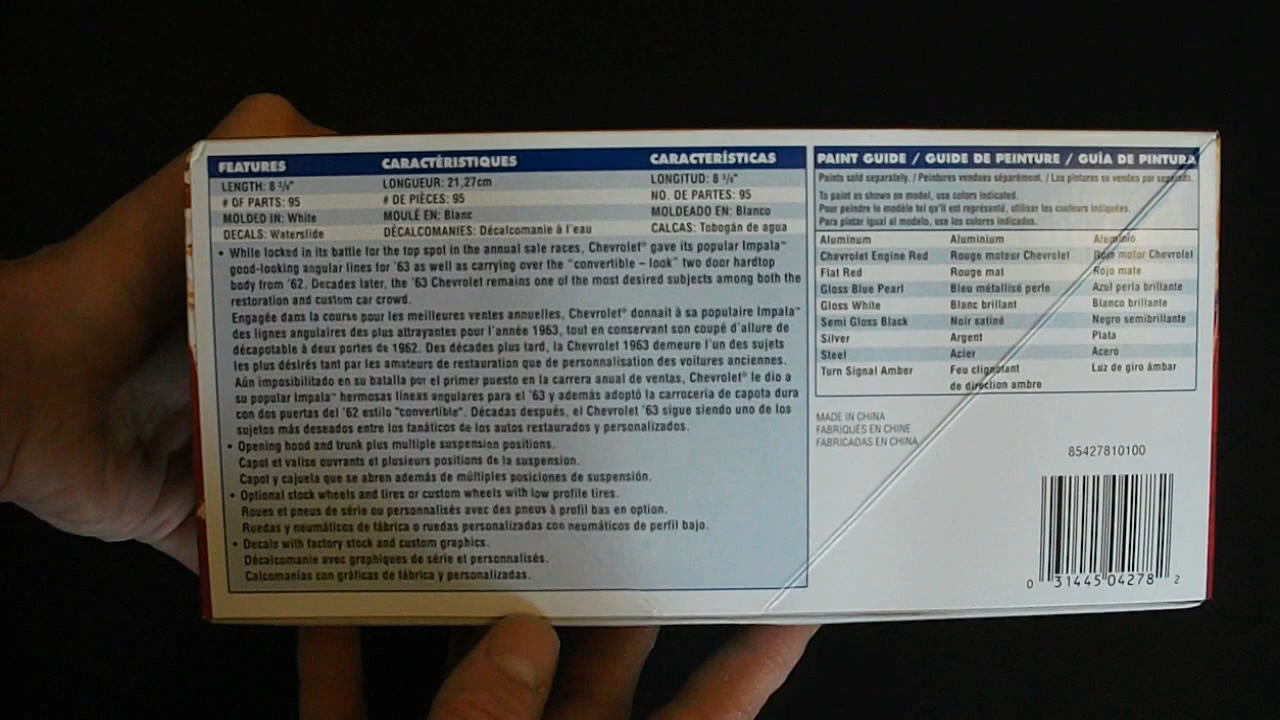 FEATURES CARACTÉRISTIQUES CARACTERÍSTICAS
LENGTH: 8 3/8" LONGUEUR: 21,27cm LONGITUD: 8 3/8"
# OF PARTS: 95 # DE PIÈCES: 95 NO. DE PARTES: 95
MOLDED IN: White MOULÉ EN: Blanc MOLDEADO EN: Blanco
DECALS: Waterslide DÉCALCOMANIES: Décalcomanie à l'eau CALCAS: Tobogán de agua
• While locked in its battle for the top spot in the annual sale races, Chevrolet® gave its popular Impala™
good-looking angular lines for '63 as well as carrying over the "convertible – look" two door hardtop
body from '62. Decades later, the '63 Chevrolet remains one of the most desired subjects among both the
restoration and custom car crowd.
Engagée dans la course pour les meilleures ventes annuelles, Chevrolet® donnait à sa populaire Impala™
des lignes angulaires des plus attrayantes pour l'année 1963, tout en conservant son coupé d'allure de
décapotable à deux portes de 1962. Des décades plus tard, la Chevrolet 1963 demeure l'un des sujets
les plus désirés tant par les amateurs de restauration que de personnalisation des voitures anciennes.
Aún imposibilitado en su batalla por el primer puesto en la carrera anual de ventas, Chevrolet® le dio a
su popular Impala™ hermosas líneas angulares para el '63 y además adoptó la carrocería de capota dura
con dos puertas del '62 estilo "convertible". Décadas después, el Chevrolet '63 sigue siendo uno de los
sujetos más deseados entre los fanáticos de los autos restaurados y personalizados.
• Opening hood and trunk plus multiple suspension positions.
Capot et valise ouvrants et plusieurs positions de la suspension.
Capot y cajuela que se abren además de múltiples posiciones de suspensión.
• Optional stock wheels and tires or custom wheels with low profile tires.
Roues et pneus de série ou personnalisés avec des pneus à profil bas en option.
Ruedas y neumáticos de fábrica o ruedas personalizadas con neumáticos de perfil bajo.
• Decals with factory stock and custom graphics.
Décalcomanie avec graphiques de série et personnalisés.
Calcomanías con gráficas de fábrica y personalizadas.
PAINT GUIDE / GUIDE DE PEINTURE / GUÍA DE PINTURA
Paints sold separately. / Peintures vendues séparément. / Las pinturas se venden por separado.
To paint as shown on model, use colors indicated.
Pour peindre le modèle tel qu'il est représenté, utiliser les couleurs indiquées.
Para pintar igual al modelo, use los colores indicados.
Aluminum Aluminium Aluminio
Chevrolet Engine Red Rouge moteur Chevrolet Rojo motor Chevrolet
Flat Red Rouge mat Rojo mate
Gloss Blue Pearl Bleu métallisé perle Azul perla brillante
Gloss White Blanc brillant Blanco brillante
Semi Gloss Black Noir satiné Negro semibrillante
Silver Argent Plata
Steel Acier Acero
Turn Signal Amber Feu clignotant Luz de giro ámbar
de direction ambre
MADE IN CHINA
FABRIQUÉS EN CHINE
FABRICADAS EN CHINA
85427810100
0 31445 04278 2